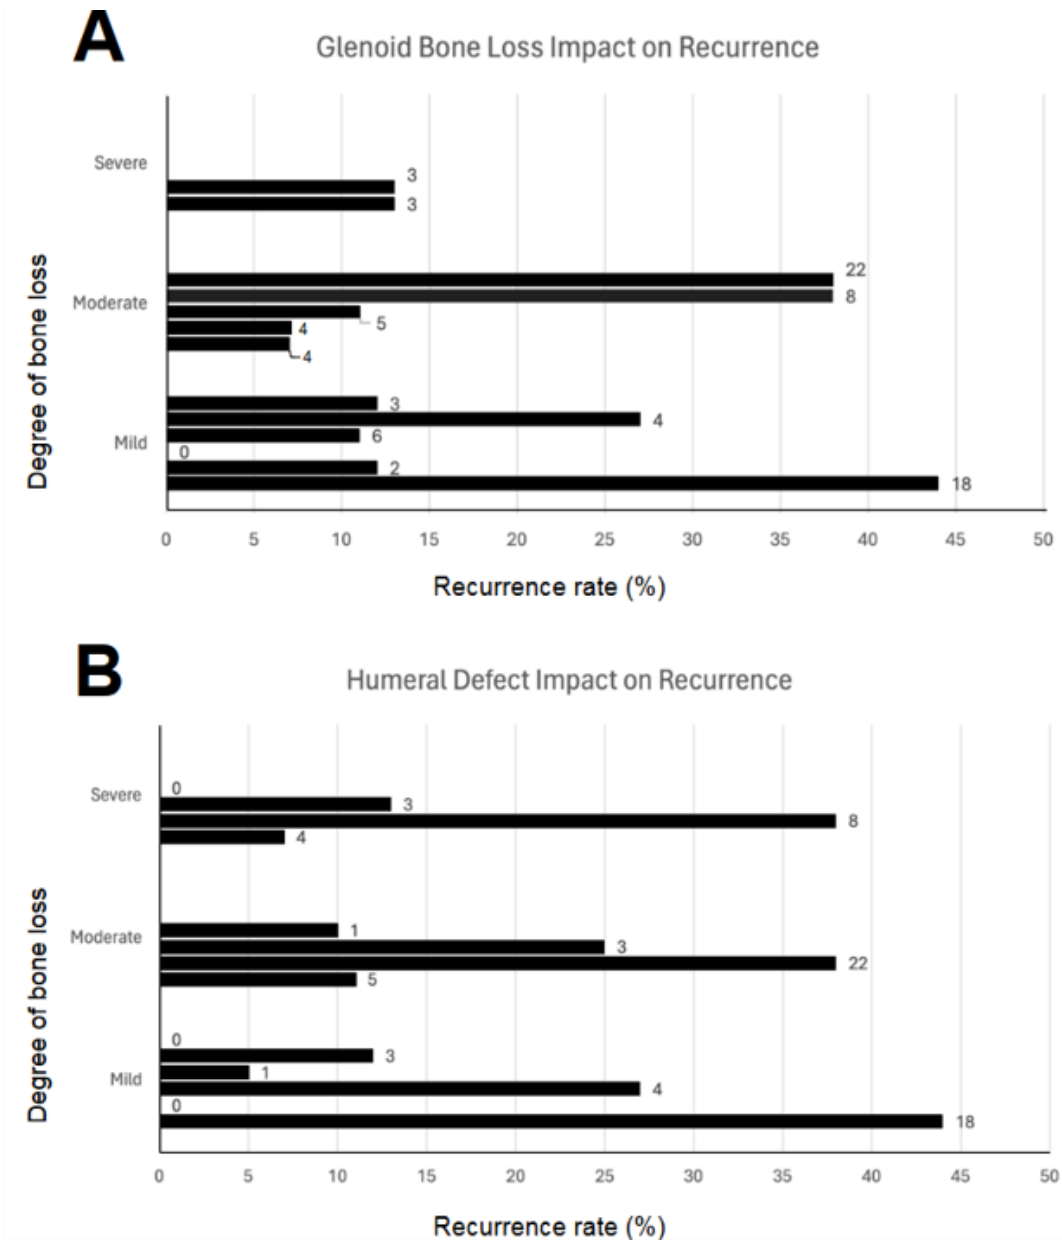 A
Glenoid Bone Loss Impact on Recurrence
Severe
3
3
22
8
Moderate
5
4
4
3
4
6
Mild
0
2
18
Degree of bone loss
0 5 10 15 20 25 30 35 40 45 50
Recurrence rate (%)
B
Humeral Defect Impact on Recurrence
0
Severe
3
8
4
1
Moderate
3
22
5
0
3
1
Mild
4
0
18
Degree of bone loss
0 5 10 15 20 25 30 35 40 45 50
Recurrence rate (%)